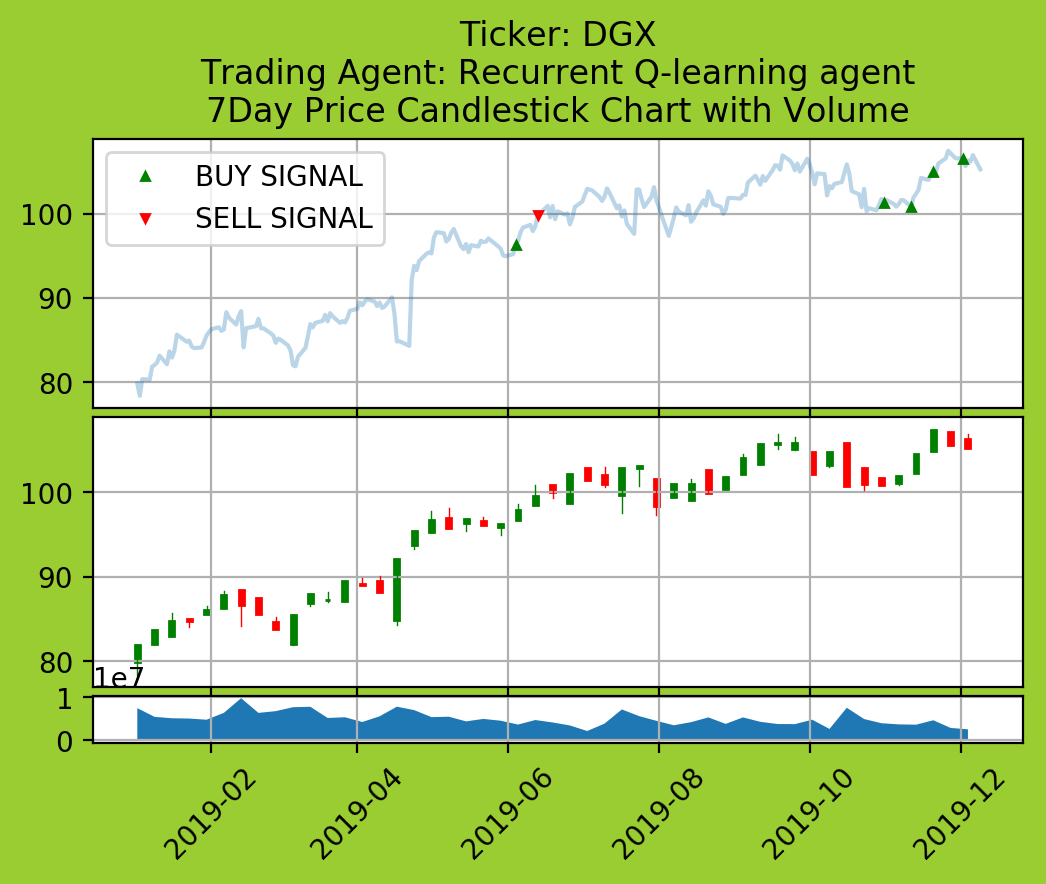 Ticker: DGX
Trading Agent: Recurrent Q-learning agent
7Day Price Candlestick Chart with Volume
BUY SIGNAL
SELL SIGNAL
100
90
80
100
90
80
1e7
1
0
2019-02
2019-04
2019-06
2019-08
2019-10
2019-12